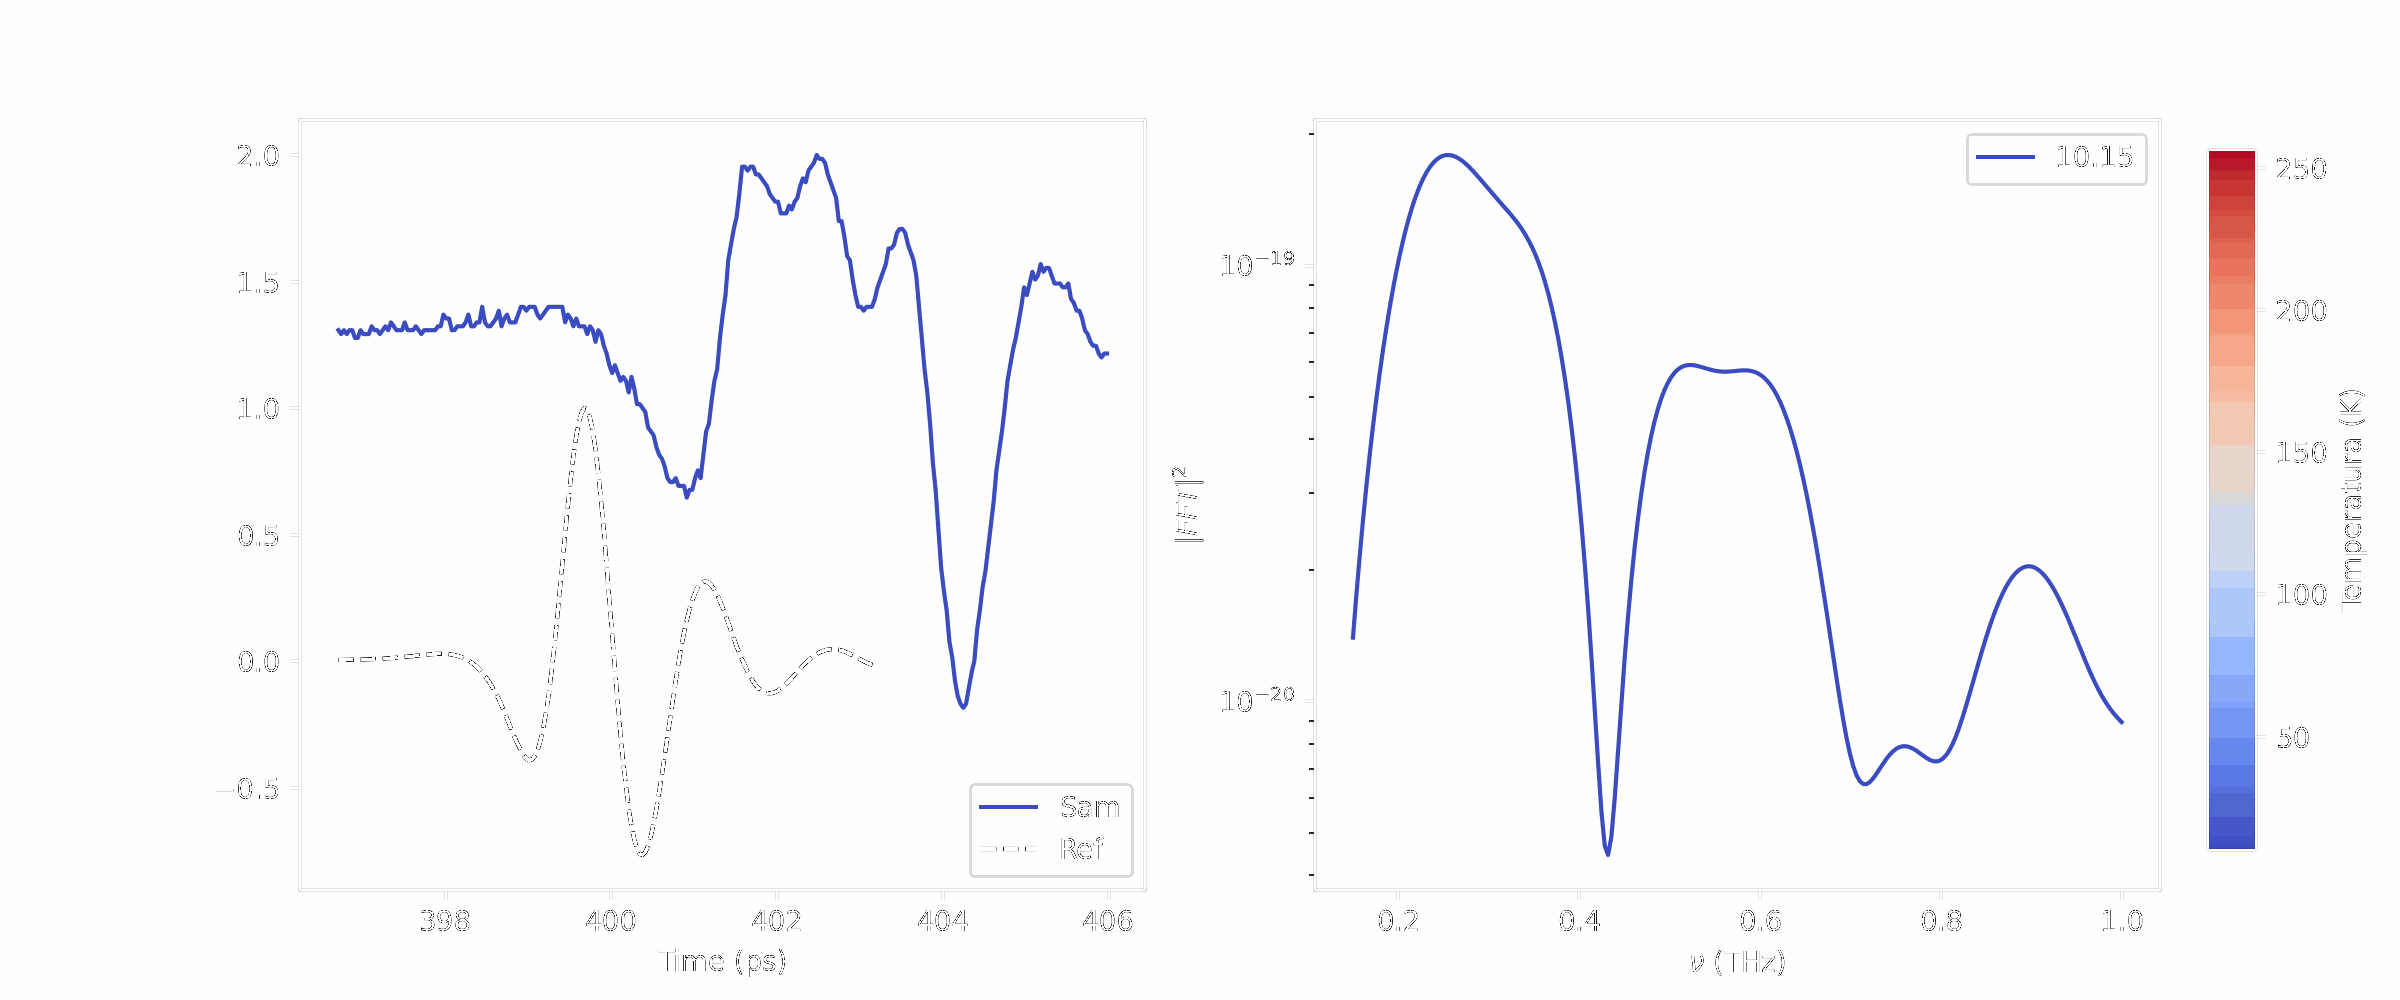 2.0
1.5
1.0
0.5
0.0
−0.5
398 400 402 404 406
Time (ps)
Sam
Ref
|FFT|²
10⁻¹⁹
10⁻²⁰
0.2 0.4 0.6 0.8 1.0
ν (THz)
10.15
250
200
150
100
50
Temperatura (K)